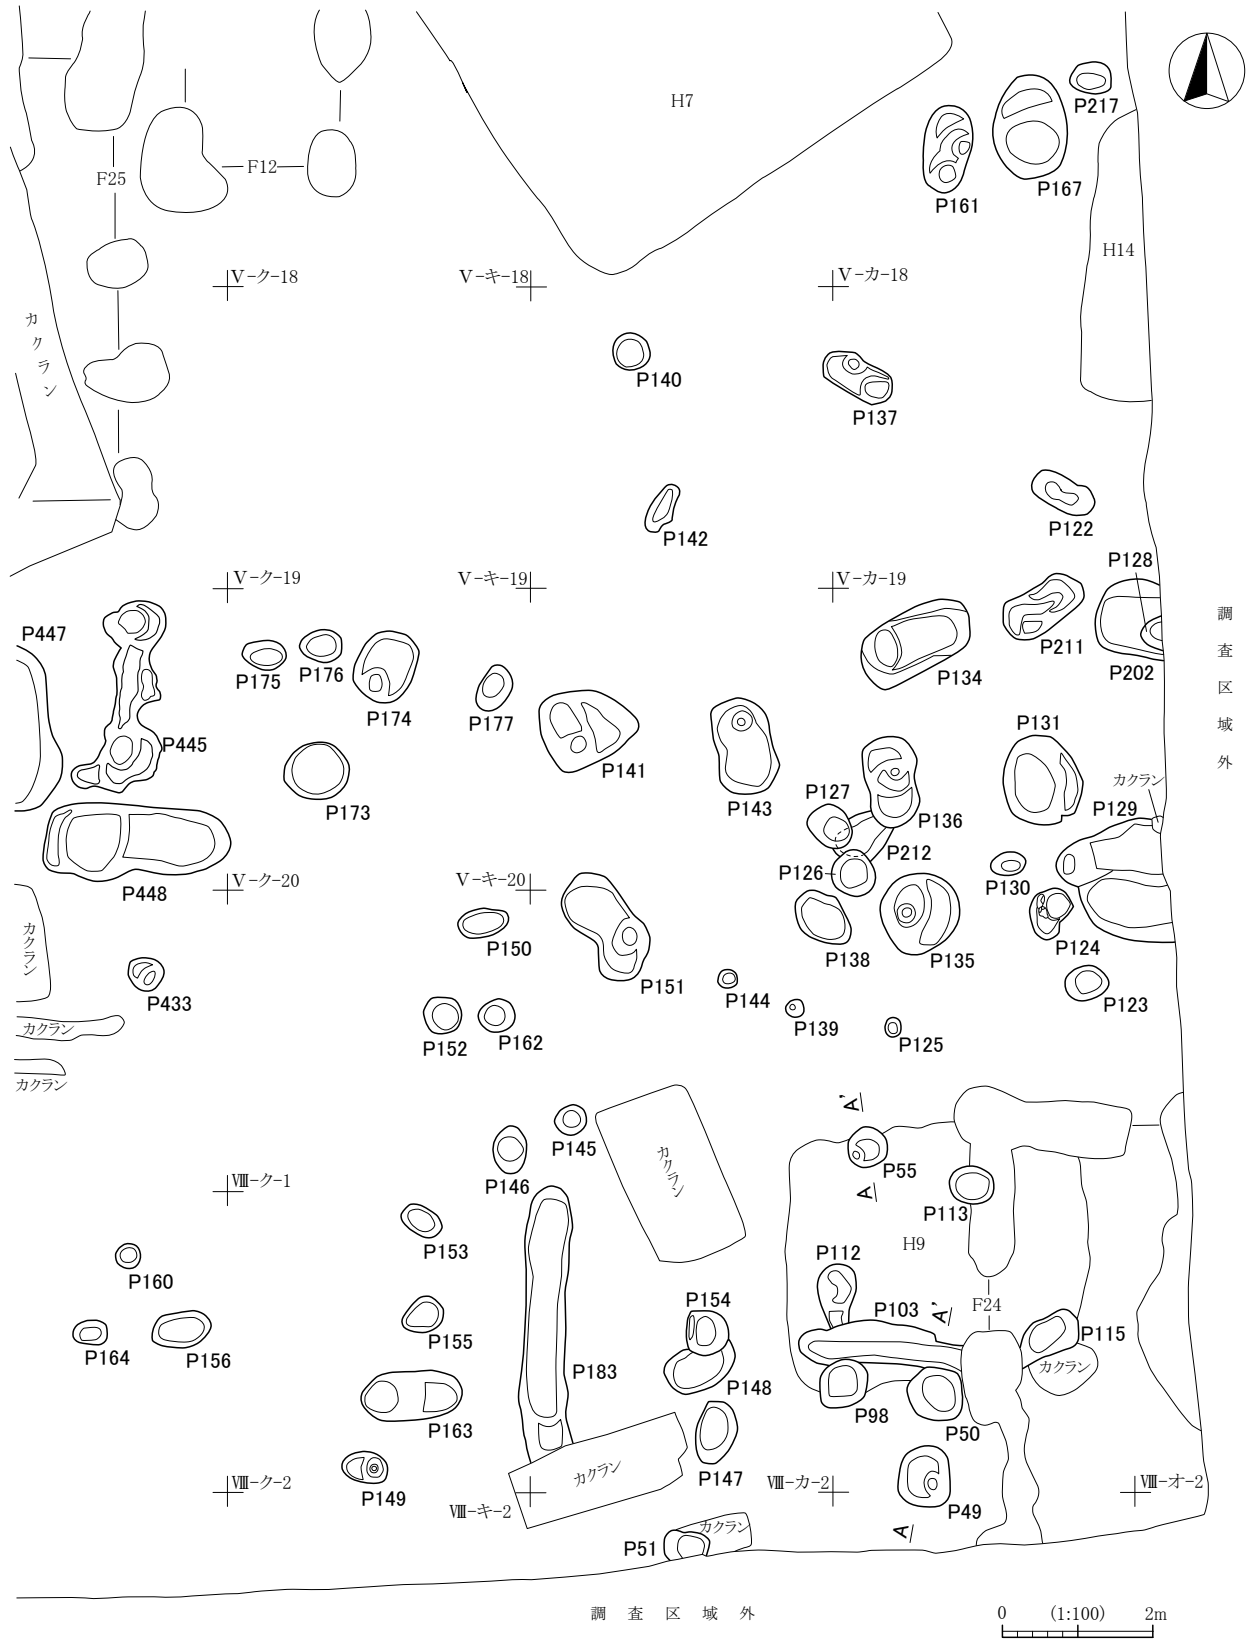 H7
P217
P167
P161
F12
F25
H14
V-ク-18
V-キ-18
V-カ-18
カクラン
P140
P137
P142
P122
P128
V-ク-19
V-キ-19
V-カ-19
調査区域外
P447
P175
P176
P174
P177
P134
P211
P202
P445
P141
P143
P131
P173
カクラン
P127
P136
P129
P212
P126
P130
P448
V-ク-20
V-キ-20
カクラン
P150
P151
P138
P135
P124
P433
P144
P139
P123
P152
P162
P125
カクラン
カクラン
A'
P145
P146
カクラン
P55
A
VIII-ク-1
P113
P153
H9
P160
P112
P154
P103
A'
F24
P155
P115
P164
P156
カクラン
P183
P148
P163
P98
P50
P147
カクラン
VIII-ク-2
P149
VIII-キ-2
VIII-カ-2
VIII-オ-2
P49
カクラン
A
P51
調査区域外
0 (1:100) 2m